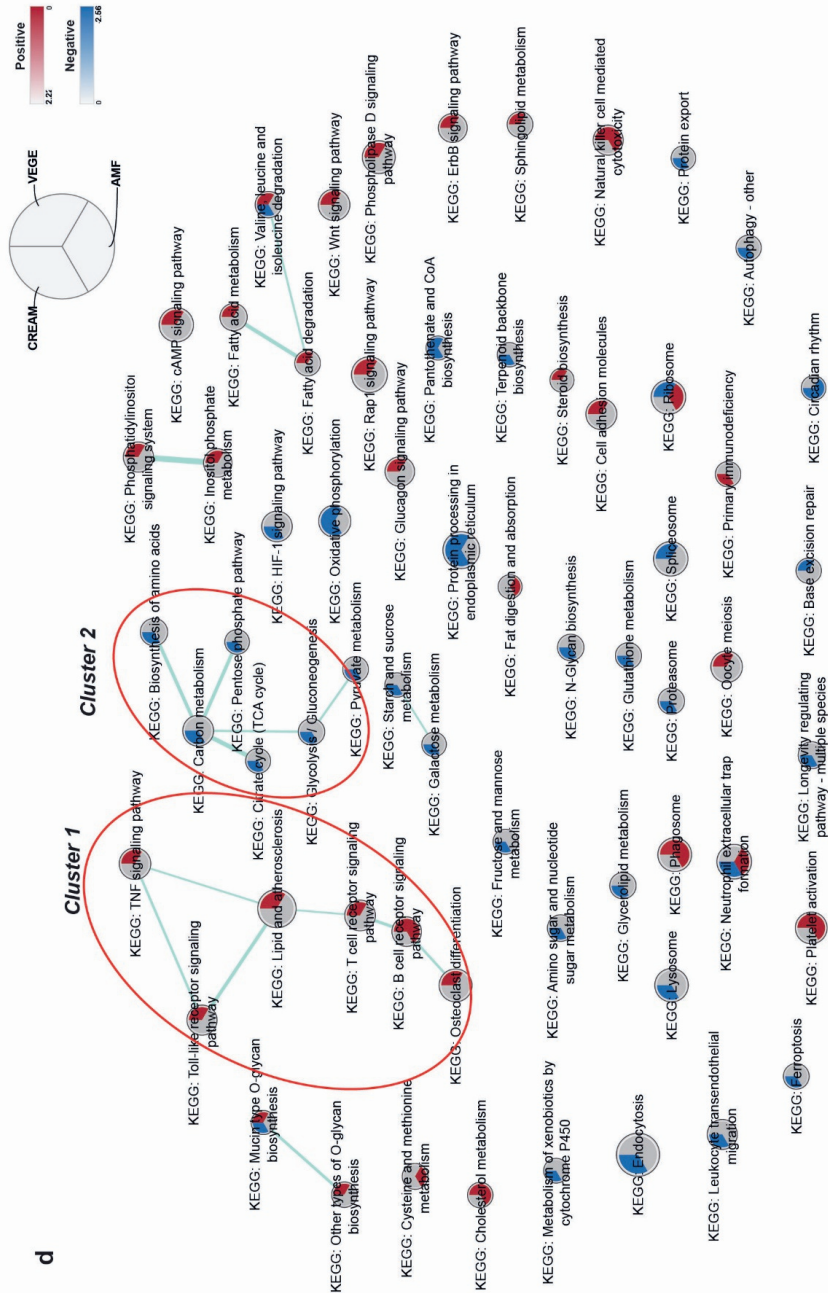 d
Cluster 1
Cluster 2
CREAM
VEGE
AMF
Positive
0
Negative
0
-2.66
KEGG: Mucin type O-glycan
biosynthesis
KEGG: Other types of O-glycan
biosynthesis
KEGG: Cysteine and methionine
metabolism
KEGG: Cholesterol metabolism
KEGG: Metabolism of xenobiotics by
cytochrome P450
KEGG: Endocytosis
KEGG: Leukocyte transendothelial
migration
KEGG: Ferroptosis
KEGG: TNF signaling pathway
KEGG: Toll-like receptor signaling
pathway
KEGG: Lipid and atherosclerosis
KEGG: T cell receptor signaling
pathway
KEGG: B cell receptor signaling
pathway
KEGG: Osteoclast differentiation
KEGG: Biosynthesis of amino acids
KEGG: Carbon metabolism
KEGG: Pentose phosphate pathway
KEGG: Citrate cycle (TCA cycle)
KEGG: Glycolysis / Gluconeogenesis
KEGG: Pyruvate metabolism
KEGG: Starch and sucrose
metabolism
KEGG: Galactose metabolism
KEGG: Fructose and mannose
metabolism
KEGG: Amino sugar and nucleotide
sugar metabolism
KEGG: Glycerolipid metabolism
KEGG: Lysosome
KEGG: Phagosome
KEGG: Neutrophil extracellular trap
formation
KEGG: Platelet activation
KEGG: Phosphatidylinositol
signaling system
KEGG: Inositol phosphate
metabolism
KEGG: HIF-1 signaling pathway
KEGG: Oxidative phosphorylation
KEGG: Glucagon signaling pathway
KEGG: Protein processing in
endoplasmic reticulum
KEGG: Fat digestion and absorption
KEGG: N-Glycan biosynthesis
KEGG: Glutathione metabolism
KEGG: Proteasome
KEGG: Spliceosome
KEGG: Oocyte meiosis
KEGG: Primary immunodeficiency
KEGG: Longevity regulating
pathway - multiple species
KEGG: Base excision repair
KEGG: Circadian rhythm
KEGG: cAMP signaling pathway
KEGG: Fatty acid metabolism
KEGG: Valine, leucine and
isoleucine degradation
KEGG: Fatty acid degradation
KEGG: Wnt signaling pathway
KEGG: Rap1 signaling pathway
KEGG: Phospholipase D signaling
pathway
KEGG: Pantothenate and CoA
biosynthesis
KEGG: ErbB signaling pathway
KEGG: Terpenoid backbone
biosynthesis
KEGG: Sphingolipid metabolism
KEGG: Steroid biosynthesis
KEGG: Cell adhesion molecules
KEGG: Natural killer cell mediated
cytotoxicity
KEGG: Ribosome
KEGG: Protein export
KEGG: Autophagy - other